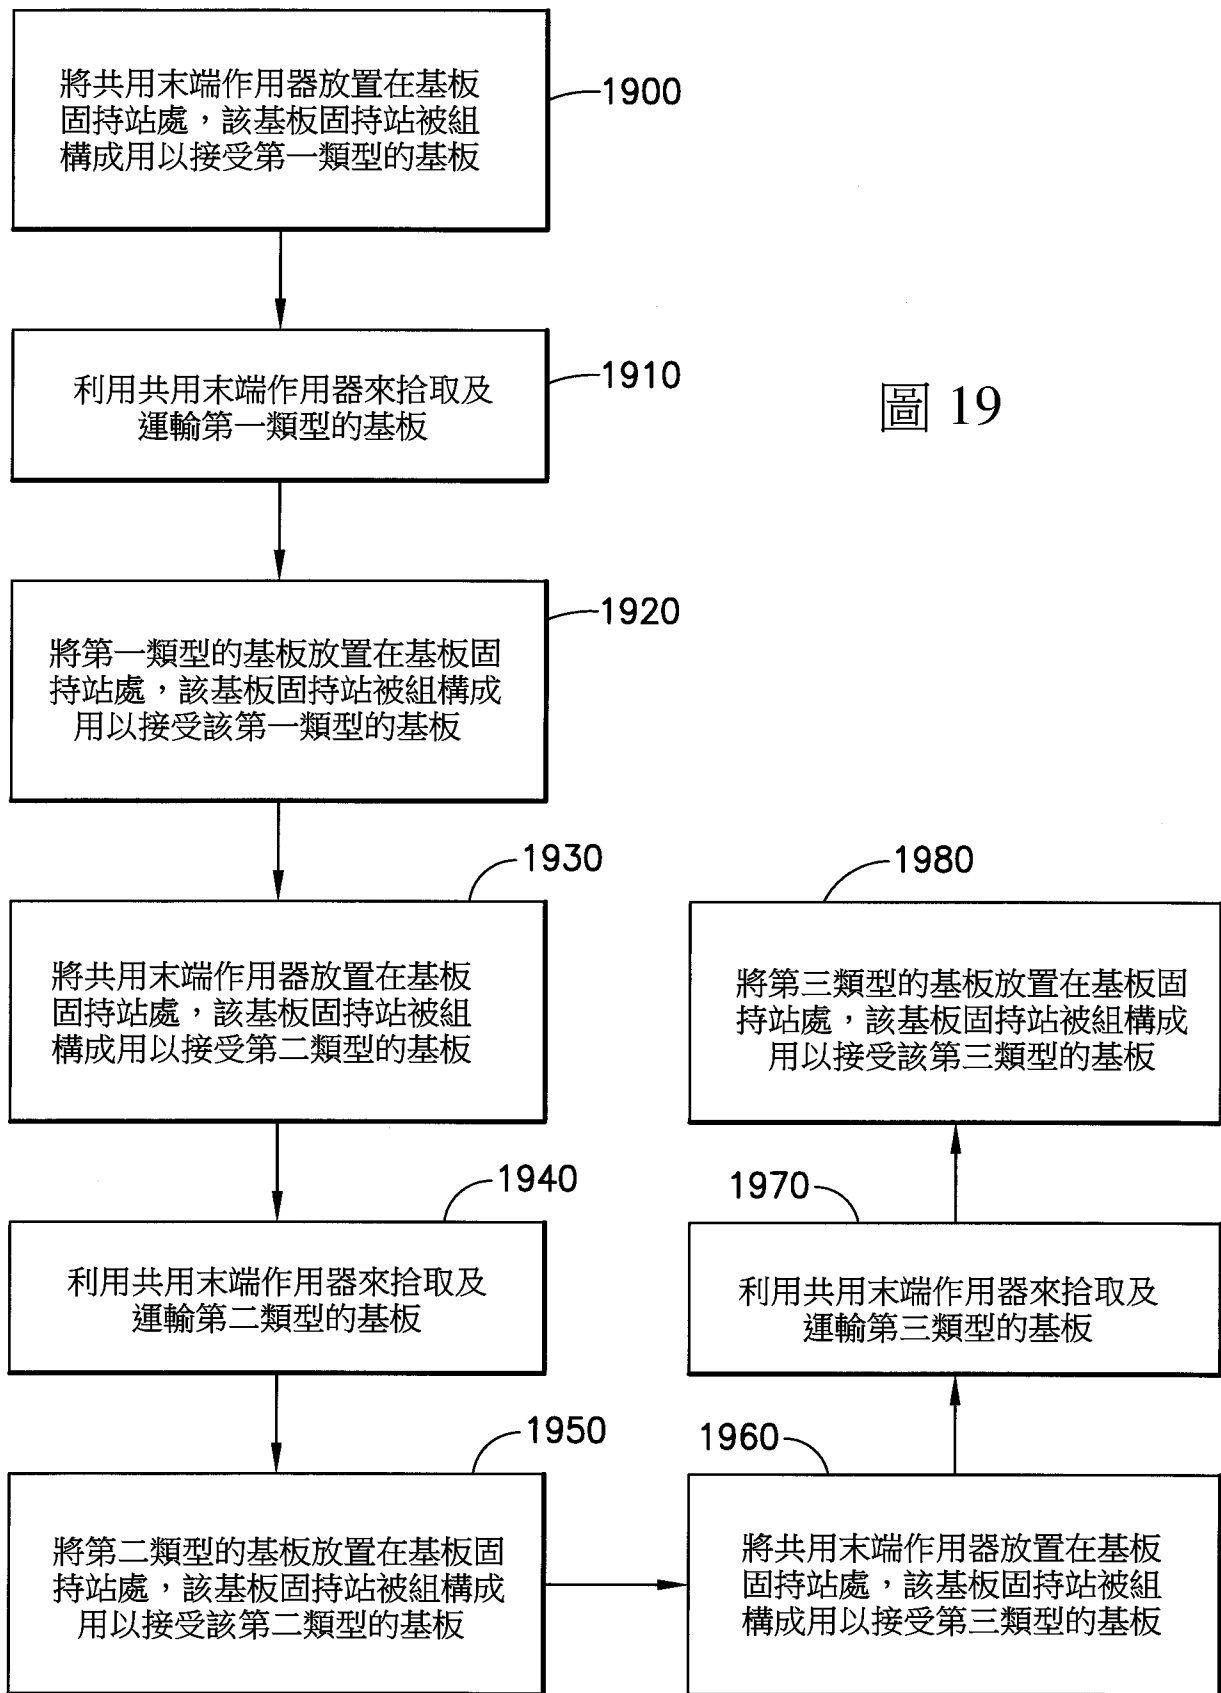 將共用末端作用器放置在基板
固持站處,該基板固持站被組
構成用以接受第一類型的基板
1900
利用共用末端作用器來拾取及
運輸第一類型的基板
1910
圖 19
將第一類型的基板放置在基板固
持站處,該基板固持站被組構成
用以接受該第一類型的基板
1920
將共用末端作用器放置在基板
固持站處,該基板固持站被組
構成用以接受第二類型的基板
1930
利用共用末端作用器來拾取及
運輸第二類型的基板
1940
將第二類型的基板放置在基板固
持站處,該基板固持站被組構成
用以接受該第二類型的基板
1950
將共用末端作用器放置在基板
固持站處,該基板固持站被組
構成用以接受第三類型的基板
1960
利用共用末端作用器來拾取及
運輸第三類型的基板
1970
將第三類型的基板放置在基板固
持站處,該基板固持站被組構成
用以接受該第三類型的基板
1980